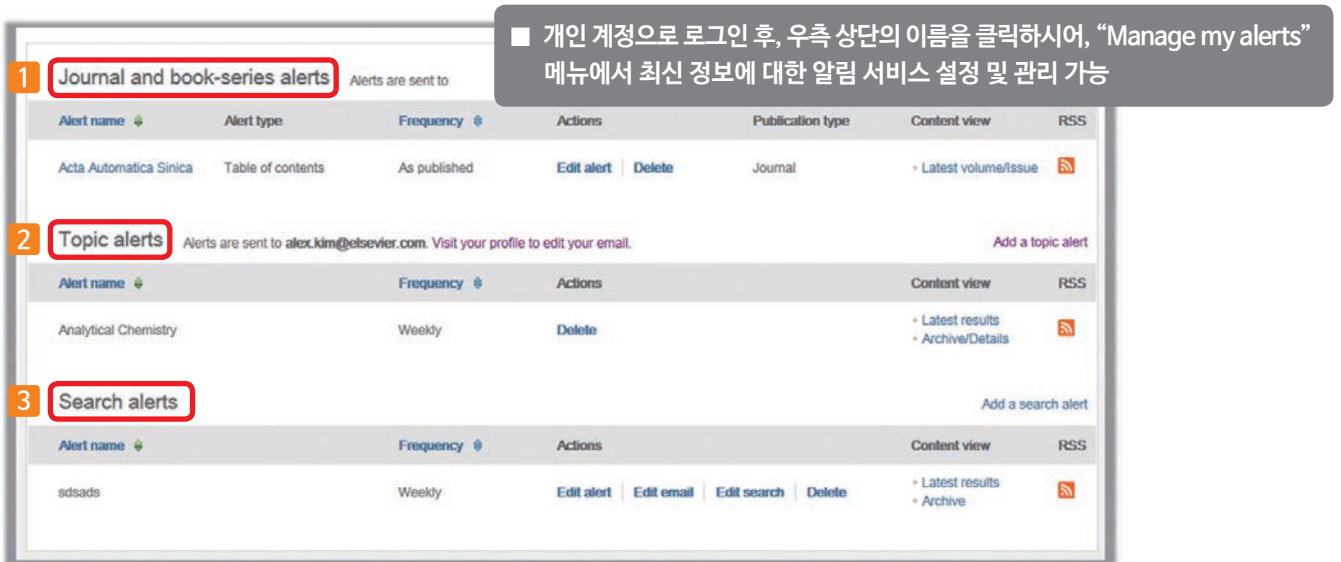 ■ 개인 계정으로 로그인 후, 우측 상단의 이름을 클릭하시어, “Manage my alerts”
메뉴에서 최신 정보에 대한 알림 서비스 설정 및 관리 가능
1 Journal and book-series alerts Alerts are sent to
Alert name Alert type Frequency Actions Publication type Content view RSS
Acta Automatica Sinica Table of contents As published Edit alert | Delete Journal Latest volume/Issue
2 Topic alerts Alerts are sent to alex.kim@elsevier.com. Visit your profile to edit your email. Add a topic alert
Alert name Frequency Actions Content view RSS
Analytical Chemistry Weekly Delete Latest results
Archive/Details
3 Search alerts Add a search alert
Alert name Frequency Actions Content view RSS
sdsads Weekly Edit alert | Edit email | Edit search | Delete Latest results
Archive